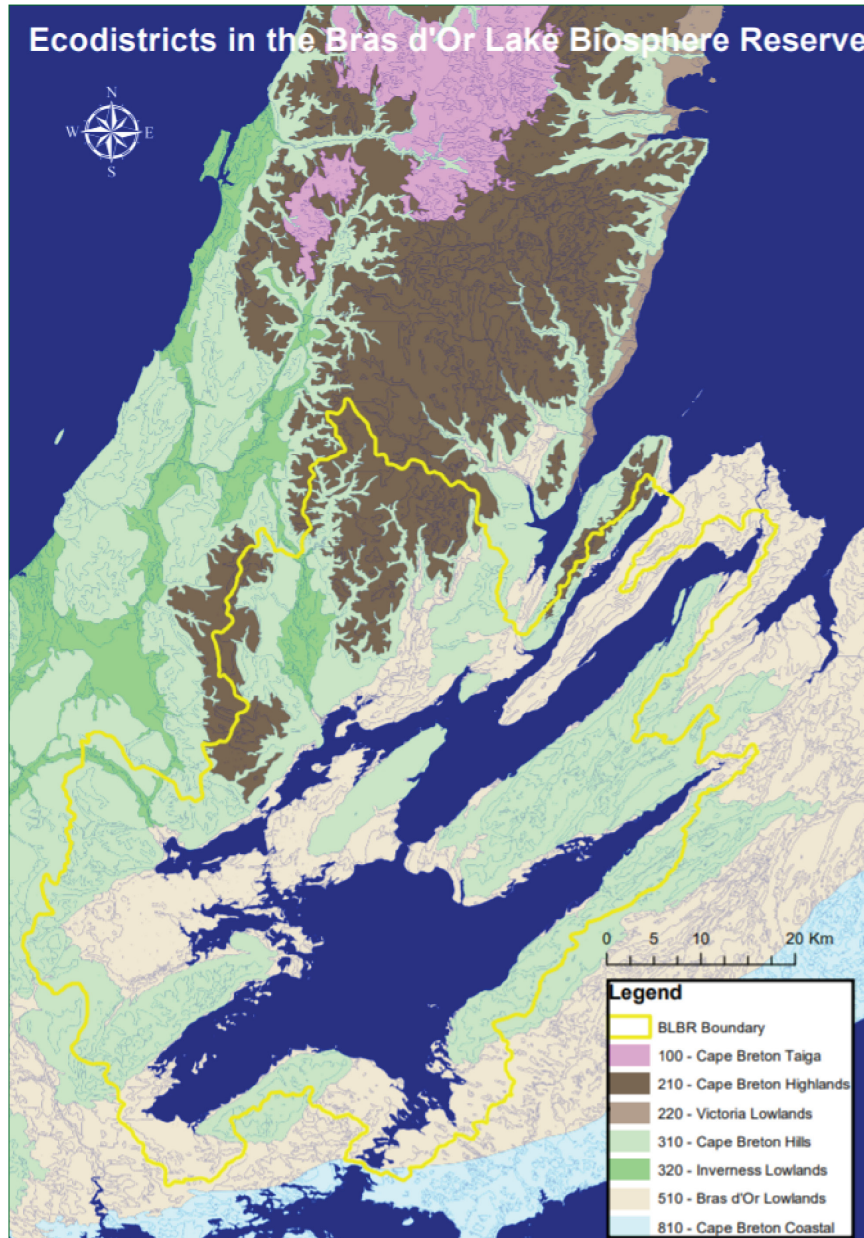 Ecodistricts in the Bras d'Or Lake Biosphere Reserve
N
W E
S
0 5 10 20 Km
Legend
BLBR Boundary
100 - Cape Breton Taiga
210 - Cape Breton Highlands
220 - Victoria Lowlands
310 - Cape Breton Hills
320 - Inverness Lowlands
510 - Bras d'Or Lowlands
810 - Cape Breton Coastal